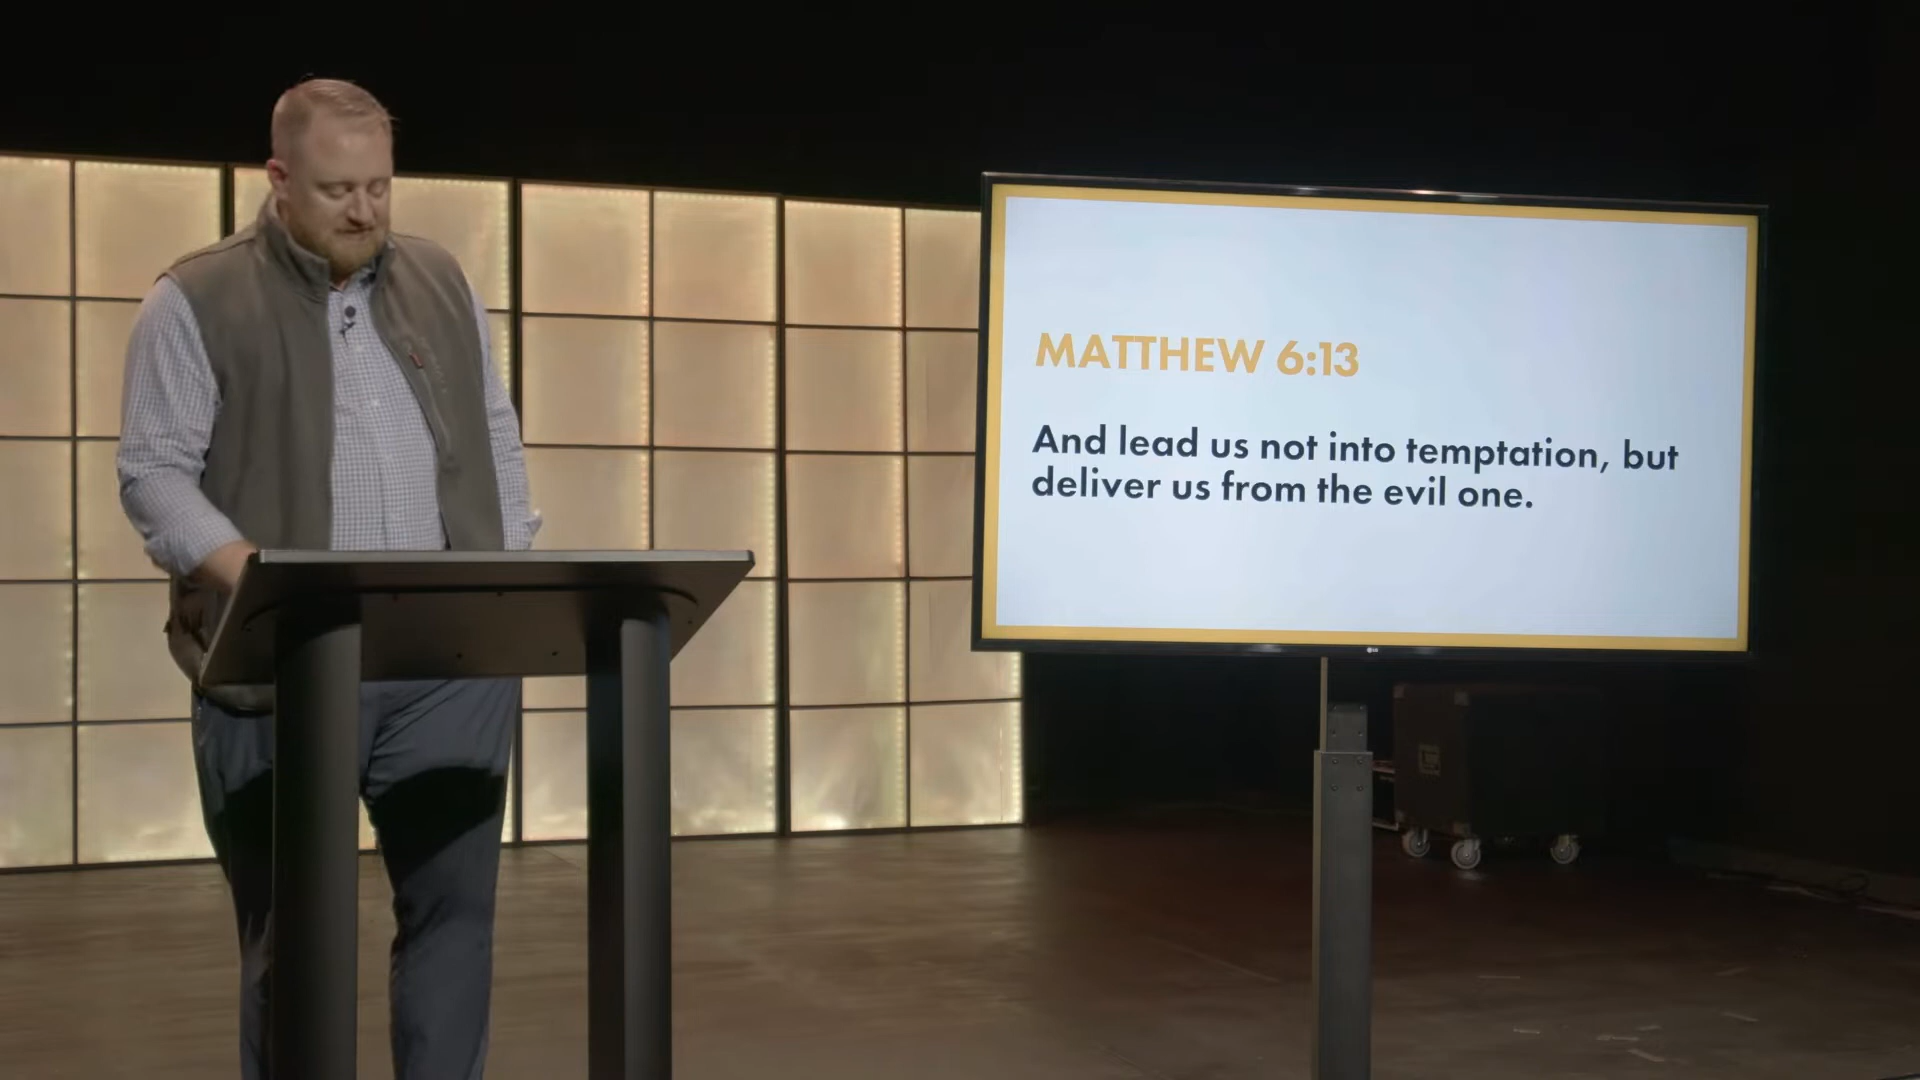 MATTHEW 6:13
And lead us not into temptation, but
deliver us from the evil one.